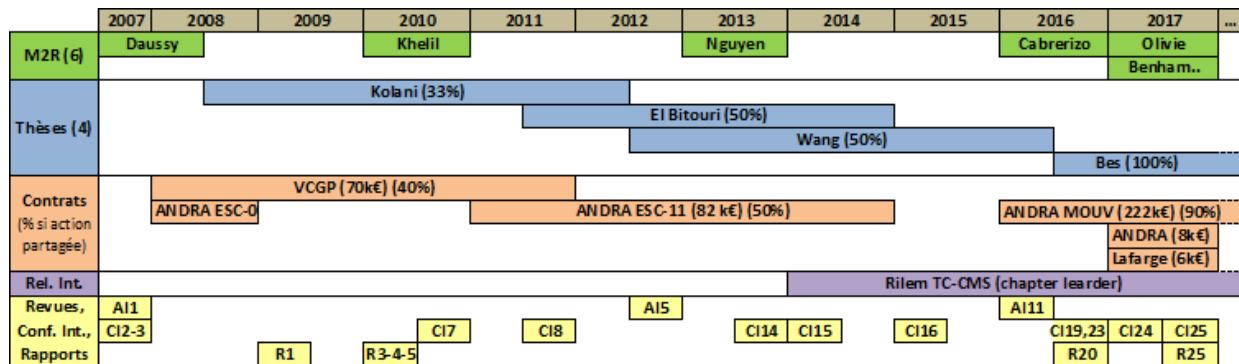 2007 2008 2009 2010 2011 2012 2013 2014 2015 2016 2017 ...
M2R (6) Daussy Khelil Nguyen Cabrerizo Olivie
Benham..
Thèses (4)
Kolani (33%)
El Bitouri (50%)
Wang (50%)
Bes (100%)
Contrats
(% si action
partagée)
VCGP (70k€) (40%)
ANDRA ESC-0 ANDRA ESC-11 (82 k€) (50%) ANDRA MOUV (222k€) (90%)
ANDRA (8k€)
Lafarge (6k€)
Rel. Int. Rilem TC-CMS (chapter learder)
Revues, AI1 AI5 AI11
Conf. Int., CI2-3 CI7 CI8 CI14 CI15 CI16 CI19,23 CI24 CI25
Rapports R1 R3-4-5 R20 R25